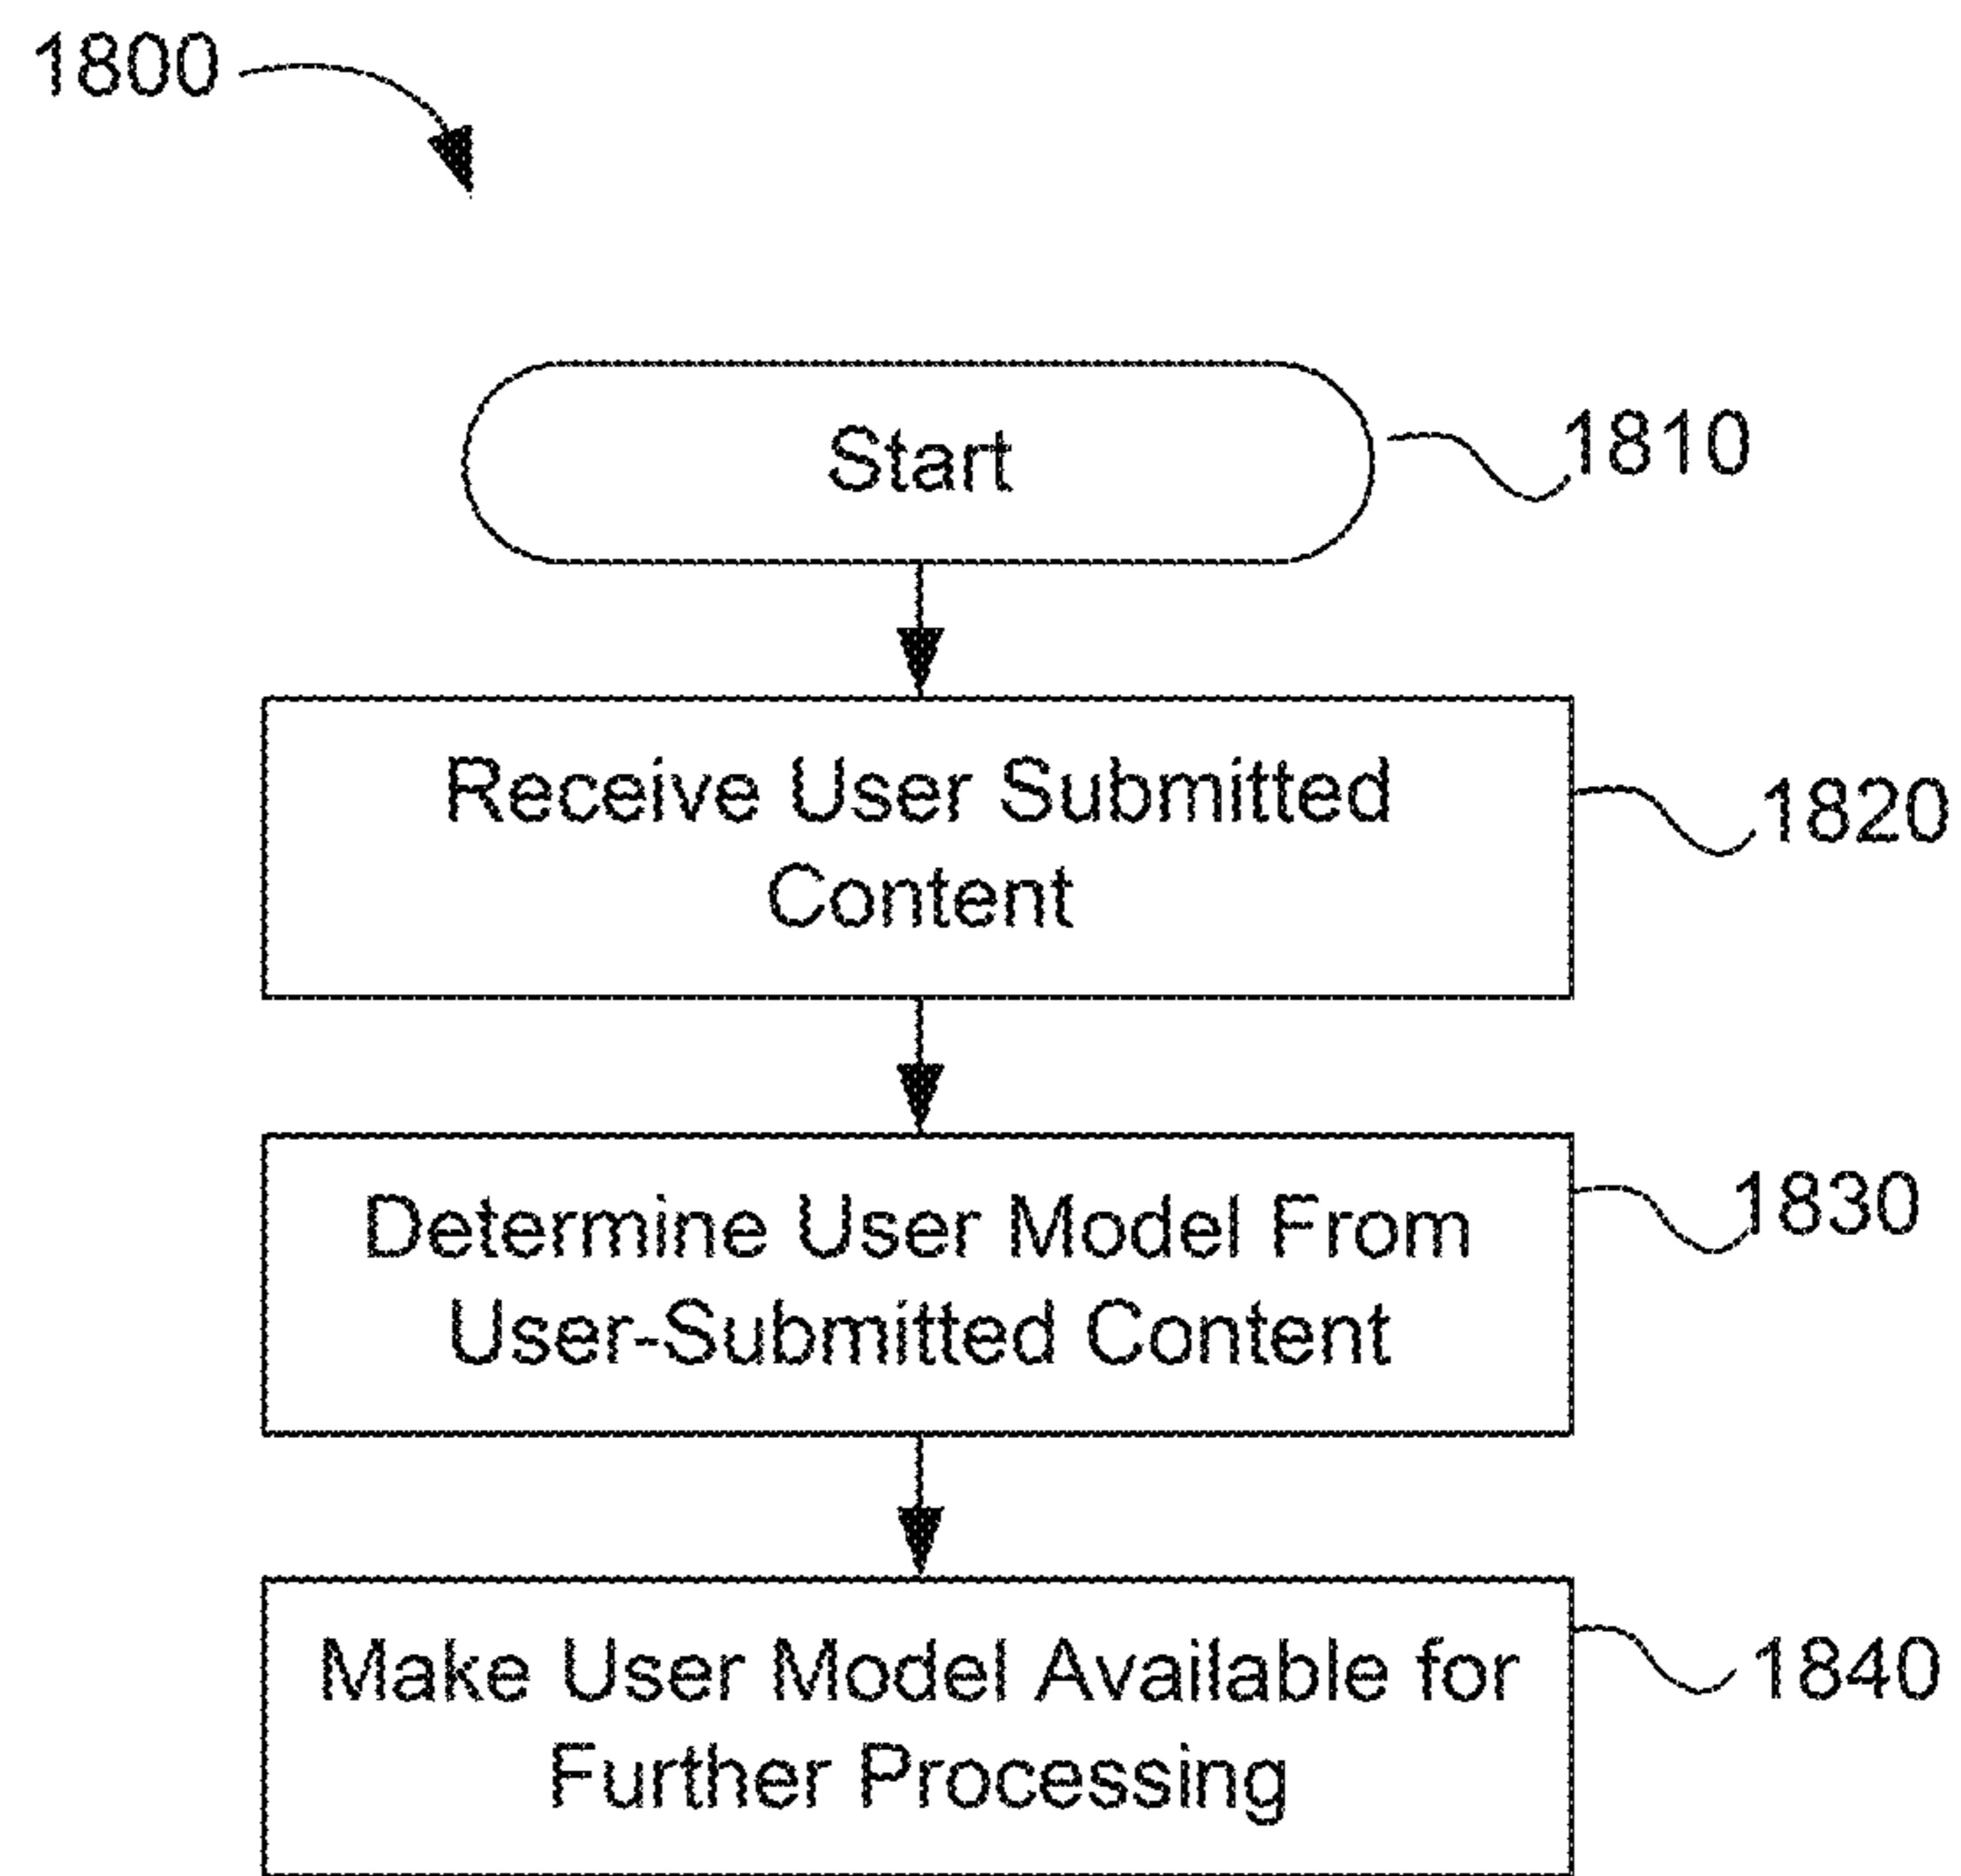 1800
Start
1810
Receive User Submitted
Content
1820
Determine User Model From
User-Submitted Content
1830
Make User Model Available for
Further Processing
1840